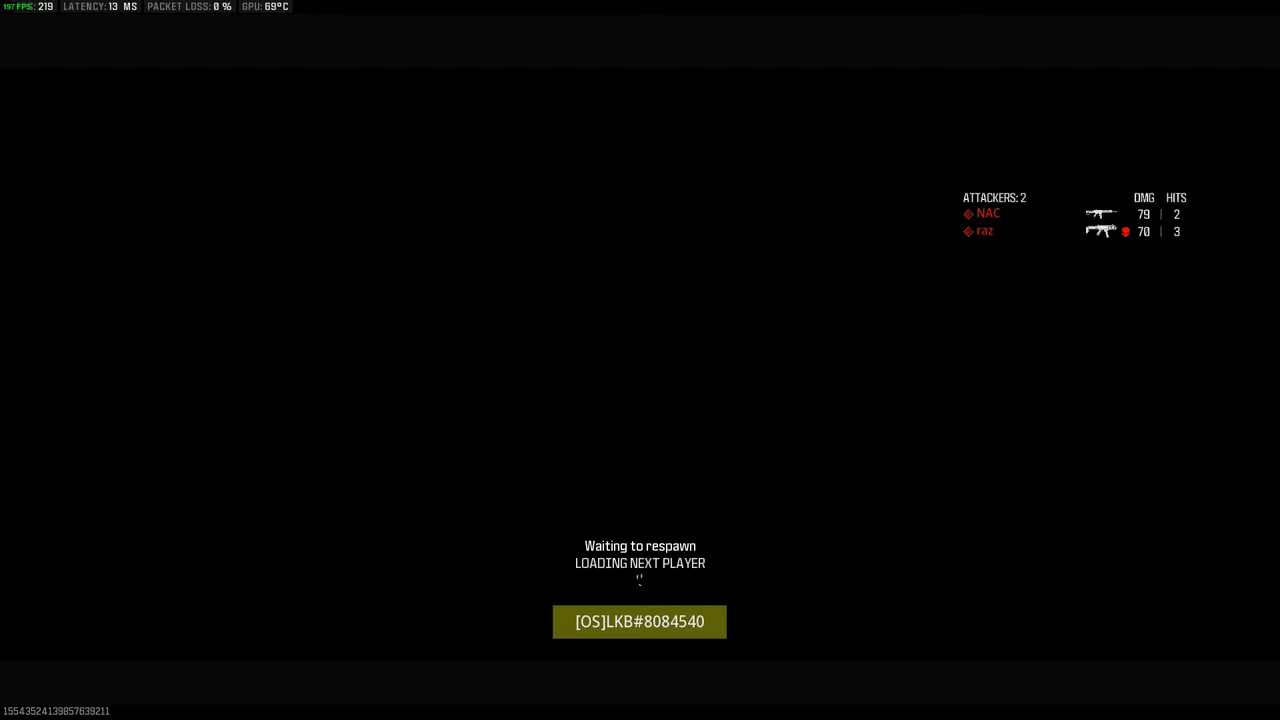 197 FPS: 219 LATENCY: 13 MS PACKET LOSS: 0 % GPU: 69°C
ATTACKERS: 2 DMG HITS
NAC 79 | 2
raz 70 | 3
Waiting to respawn
LOADING NEXT PLAYER
[OS]LKB#8084540
15543524139857639211